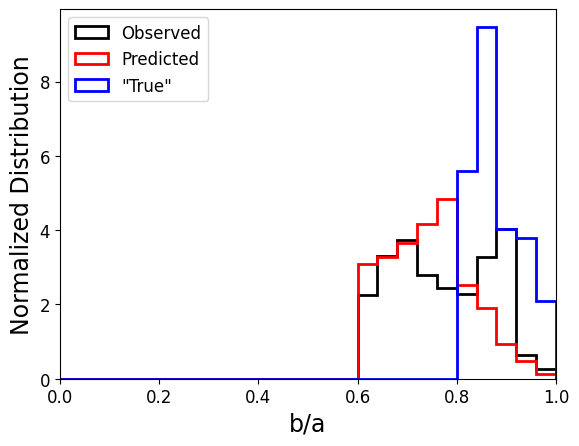 Observed
Predicted
"True"
Normalized Distribution
8
6
4
2
0
0.0 0.2 0.4 0.6 0.8 1.0
b/a